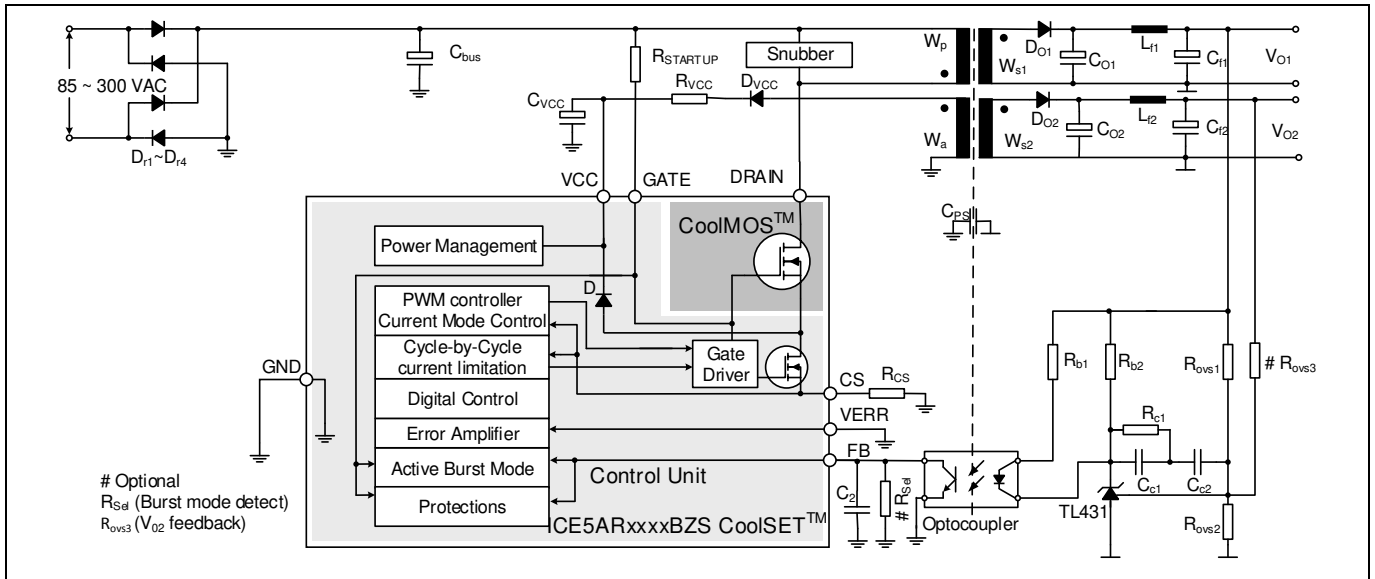 85 ~ 300 VAC
Dr1~Dr4
Cbus
RSTARTUP
Snubber
Wp
Ws1
DO1
CO1
Lf1
Cf1
VO1
CVCC
RVCC
DVCC
Wa
Ws2
DO2
CO2
Lf2
Cf2
VO2
VCC
GATE
DRAIN
CPS
CoolMOS™
Power Management
D
PWM controller
Current Mode Control
Cycle-by-Cycle
current limitation
Digital Control
Error Amplifier
Active Burst Mode
Protections
Gate
Driver
GND
CS
RCS
VERR
FB
Control Unit
ICE5ARxxxxBZS CoolSET™
C2
# RSel
Optocoupler
Rb1
Rb2
Rovs1
# Rovs3
Rc1
Cc1
Cc2
TL431
Rovs2
# Optional
RSel (Burst mode detect)
Rovs3 (V02 feedback)